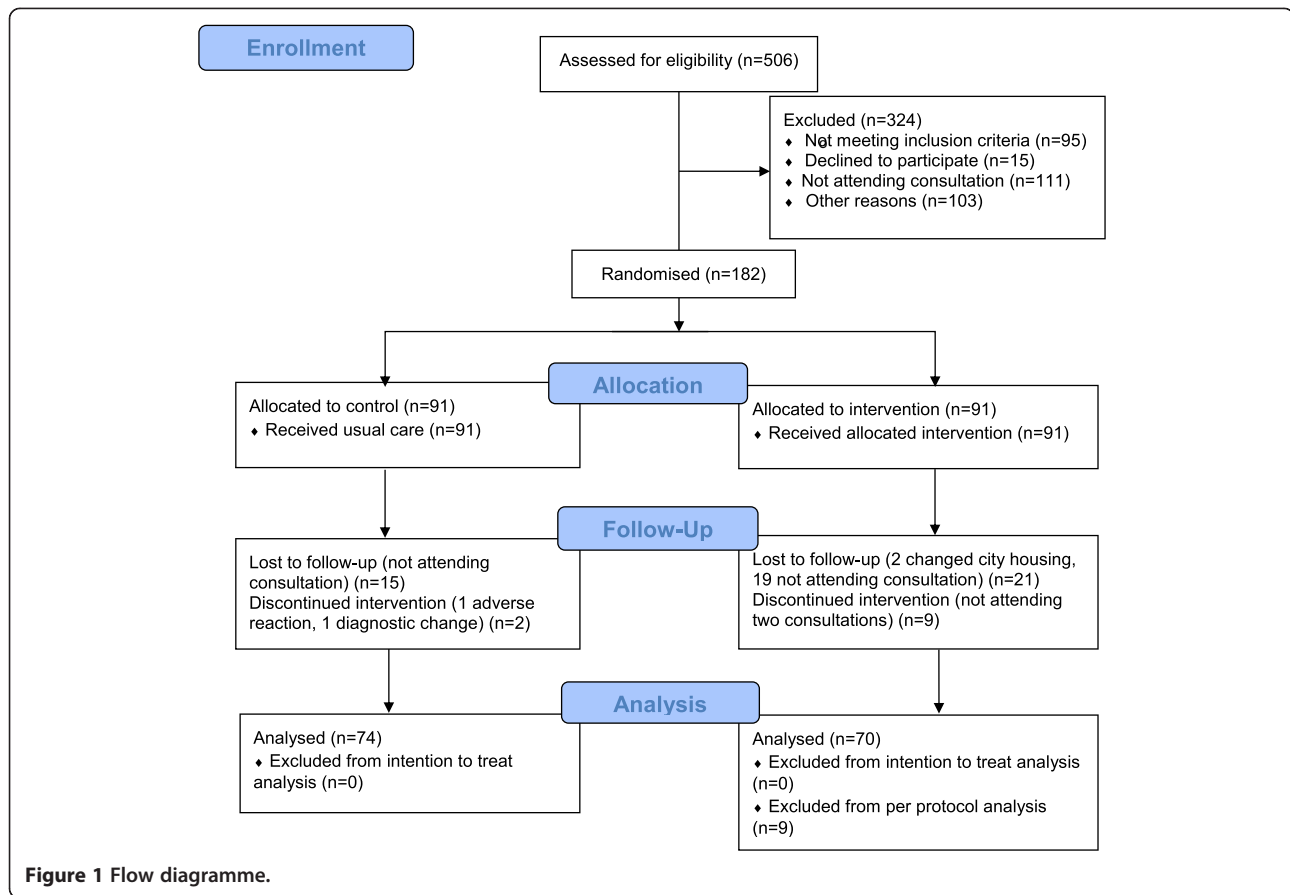 Enrollment
Assessed for eligibility (n=506)
Excluded (n=324)
♦ Not meeting inclusion criteria (n=95)
♦ Declined to participate (n=15)
♦ Not attending consultation (n=111)
♦ Other reasons (n=103)
Randomised (n=182)
Allocation
Allocated to control (n=91)
♦ Received usual care (n=91)
Allocated to intervention (n=91)
♦ Received allocated intervention (n=91)
Follow-Up
Lost to follow-up (not attending
consultation) (n=15)
Discontinued intervention (1 adverse
reaction, 1 diagnostic change) (n=2)
Lost to follow-up (2 changed city housing,
19 not attending consultation) (n=21)
Discontinued intervention (not attending
two consultations) (n=9)
Analysis
Analysed (n=74)
♦ Excluded from intention to treat
analysis (n=0)
Analysed (n=70)
♦ Excluded from intention to treat analysis
(n=0)
♦ Excluded from per protocol analysis
(n=9)
Figure 1 Flow diagramme.